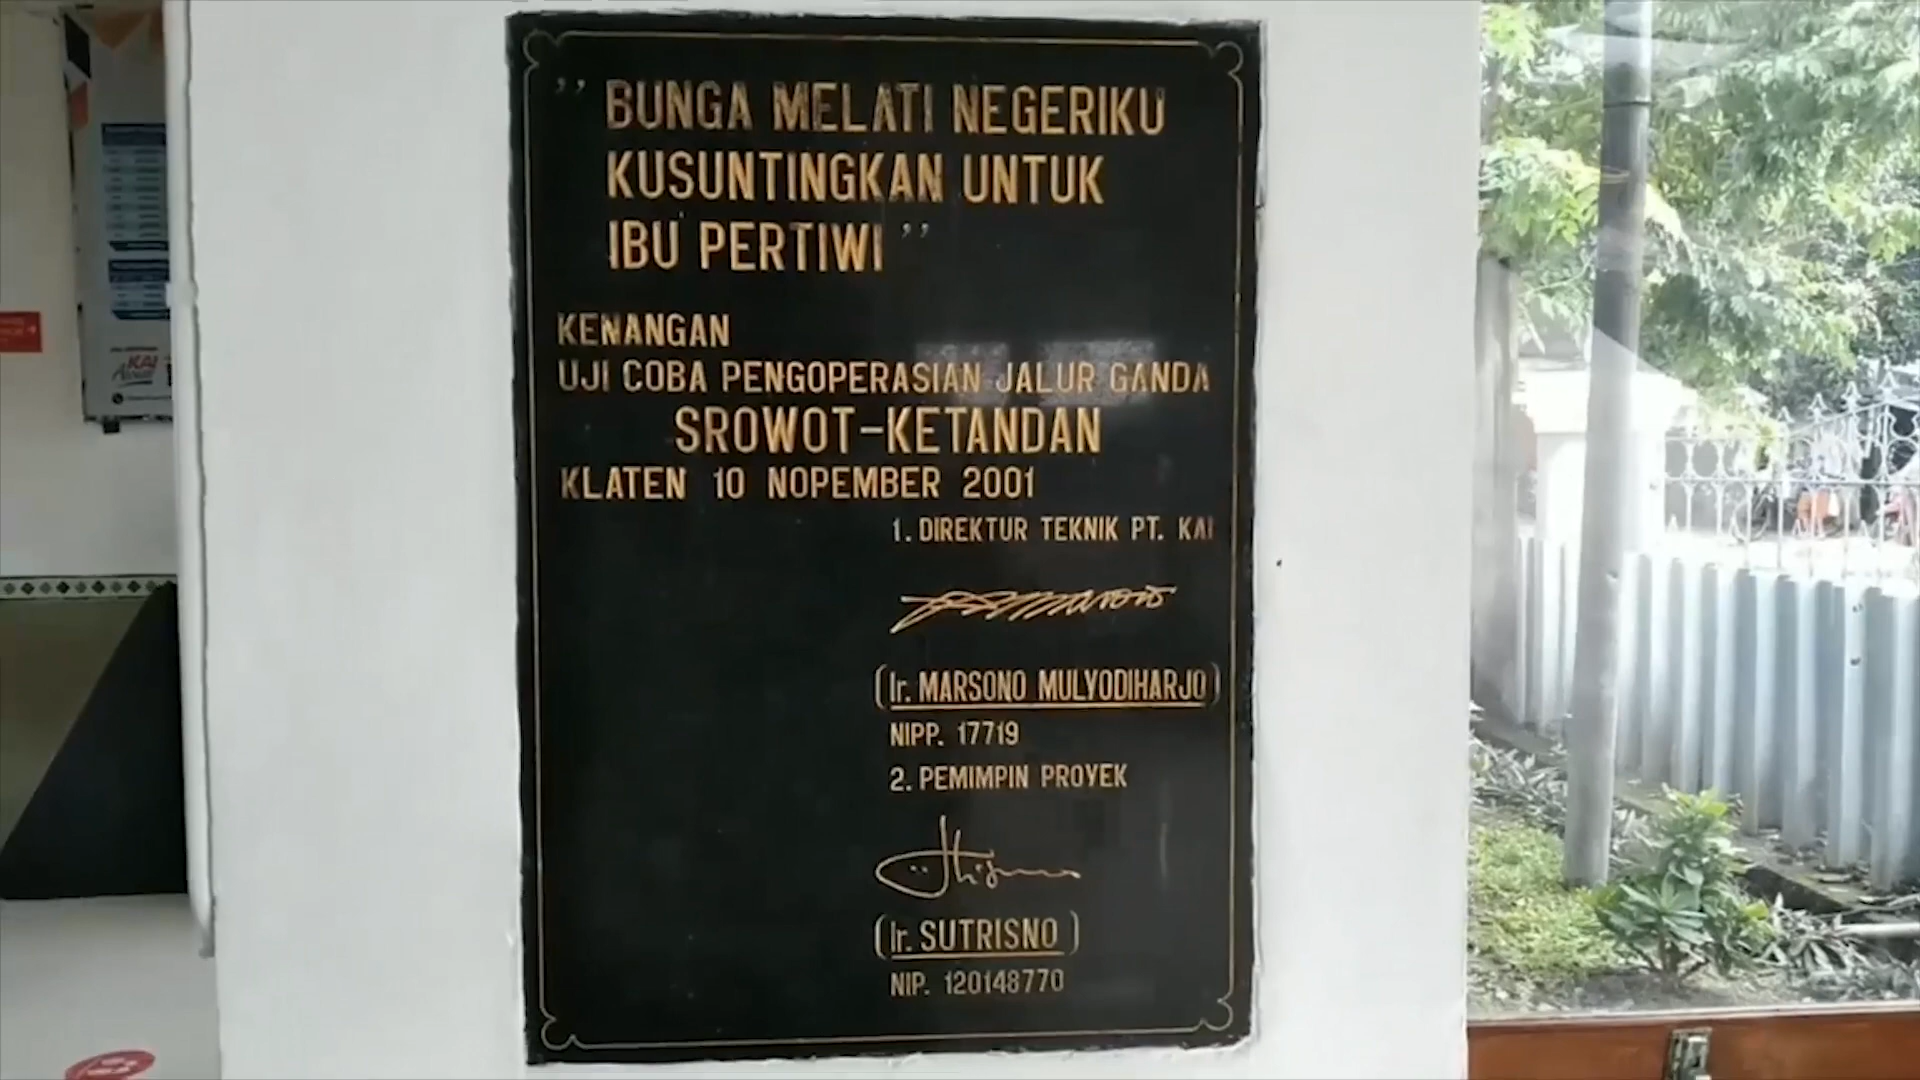 ” BUNGA MELATI NEGERIKU
KUSUNTINGKAN UNTUK
IBU PERTIWI ”
KENANGAN
UJI COBA PENGOPERASIAN JALUR GANDA
SROWOT-KETANDAN
KLATEN 10 NOPEMBER 2001
1. DIREKTUR TEKNIK PT. KAI
(Ir. MARSONO MULYODIHARJO)
NIPP. 17719
2. PEMIMPIN PROYEK
(Ir. SUTRISNO)
NIP. 120148770
KAI